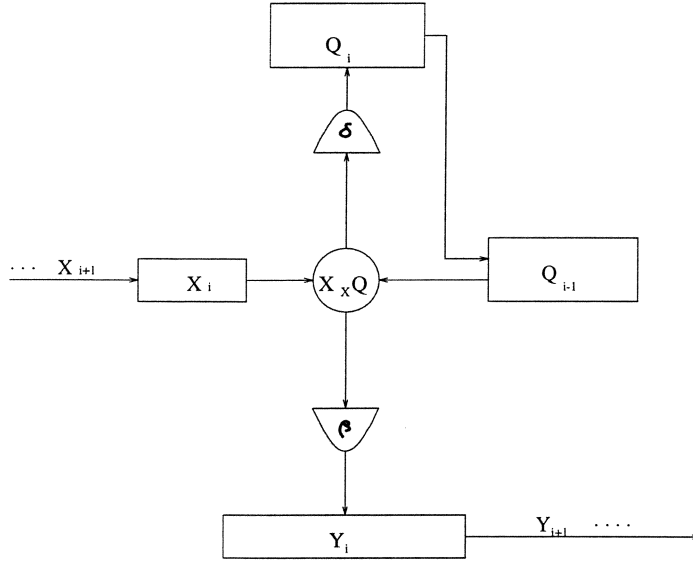 Q i
δ
· · · X i+1
X i
X x Q
Q i-1
β
Y i
Y i+1 · · · ·